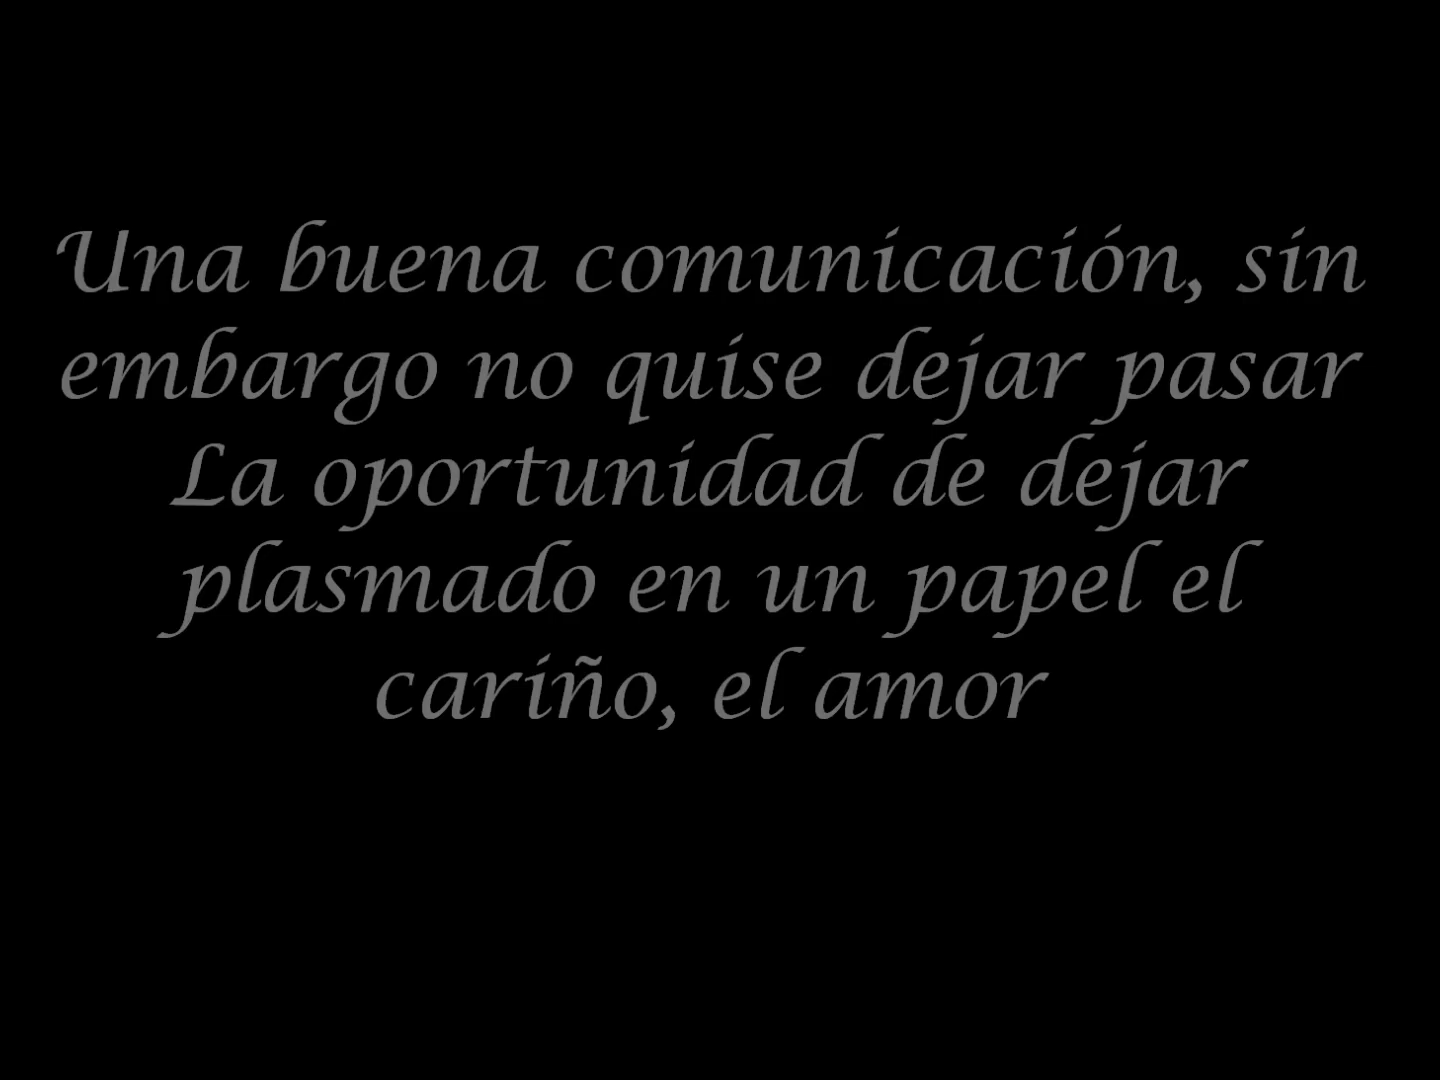 Una buena comunicación, sin
embargo no quise dejar pasar
La oportunidad de dejar
plasmado en un papel el
cariño, el amor